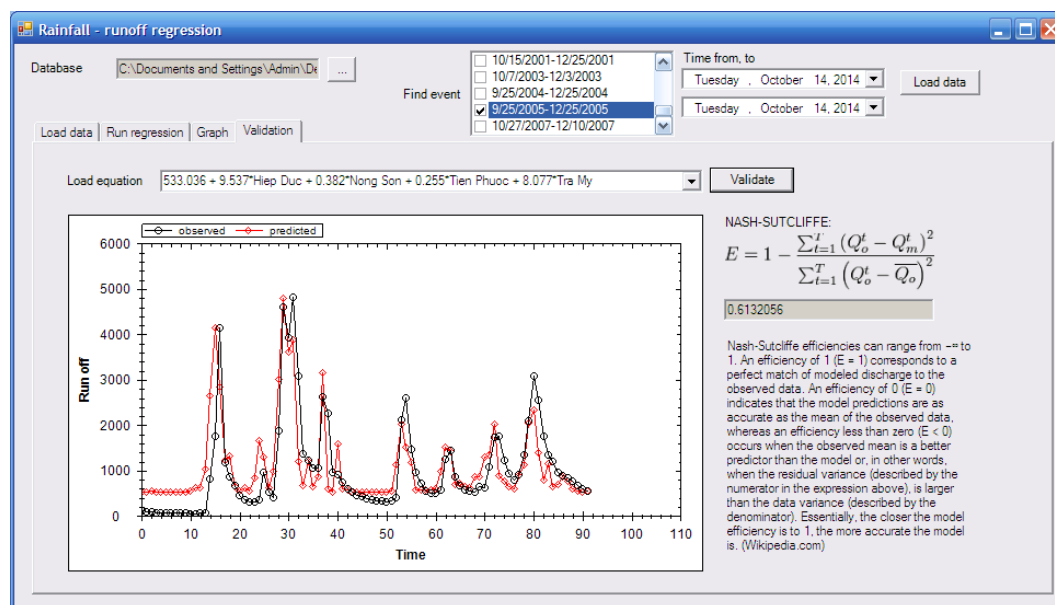 Rainfall - runoff regression
Database
C:\Documents and Settings\Admin\De
...
Find event
10/15/2001-12/25/2001
10/7/2003-12/3/2003
9/25/2004-12/25/2004
9/25/2005-12/25/2005
10/27/2007-12/10/2007
Time from, to
Tuesday , October 14, 2014
Tuesday , October 14, 2014
Load data
Load data
Run regression
Graph
Validation
Load equation
533.036 + 9.537*Hiep Duc + 0.382*Nong Son + 0.255*Tien Phuoc + 8.077*Tra My
Validate
observed
predicted
6000
5000
4000
3000
2000
1000
0
Run off
0 10 20 30 40 50 60 70 80 90 100 110
Time
NASH-SUTCLIFFE:
E = 1 - \frac{\sum_{t=1}^{T} (Q_o^t - Q_m^t)^2}{\sum_{t=1}^{T} (Q_o^t - \overline{Q_o})^2}
0.6132056
Nash-Sutcliffe efficiencies can range from -∞ to
1. An efficiency of 1 (E = 1) corresponds to a
perfect match of modeled discharge to the
observed data. An efficiency of 0 (E = 0)
indicates that the model predictions are as
accurate as the mean of the observed data,
whereas an efficiency less than zero (E < 0)
occurs when the observed mean is a better
predictor than the model or, in other words,
when the residual variance (described by the
numerator in the expression above), is larger
than the data variance (described by the
denominator). Essentially, the closer the model
efficiency is to 1, the more accurate the model
is. (Wikipedia.com)